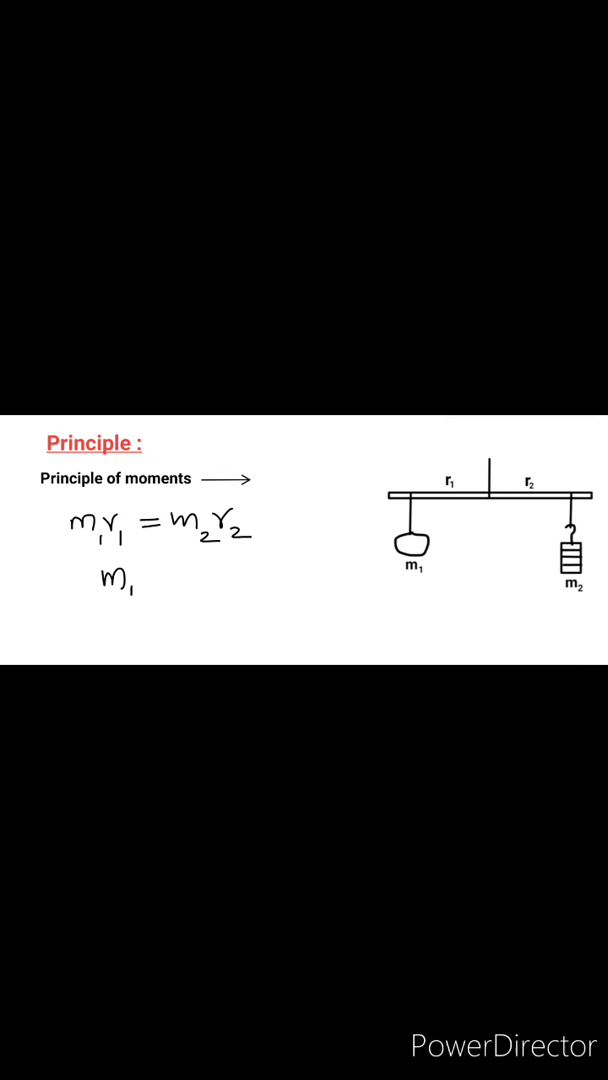 Principle :
Principle of moments
m₁r₁ = m₂r₂
m₁
r₁ r₂
m₁
m₂
PowerDirector